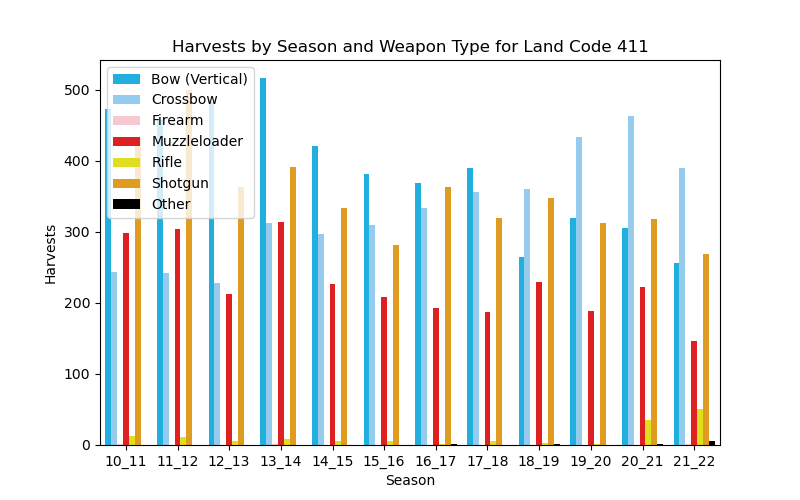 Harvests by Season and Weapon Type for Land Code 411
Harvests
500
400
300
200
100
0
Bow (Vertical)
Crossbow
Firearm
Muzzleloader
Rifle
Shotgun
Other
10_11 11_12 12_13 13_14 14_15 15_16 16_17 17_18 18_19 19_20 20_21 21_22
Season